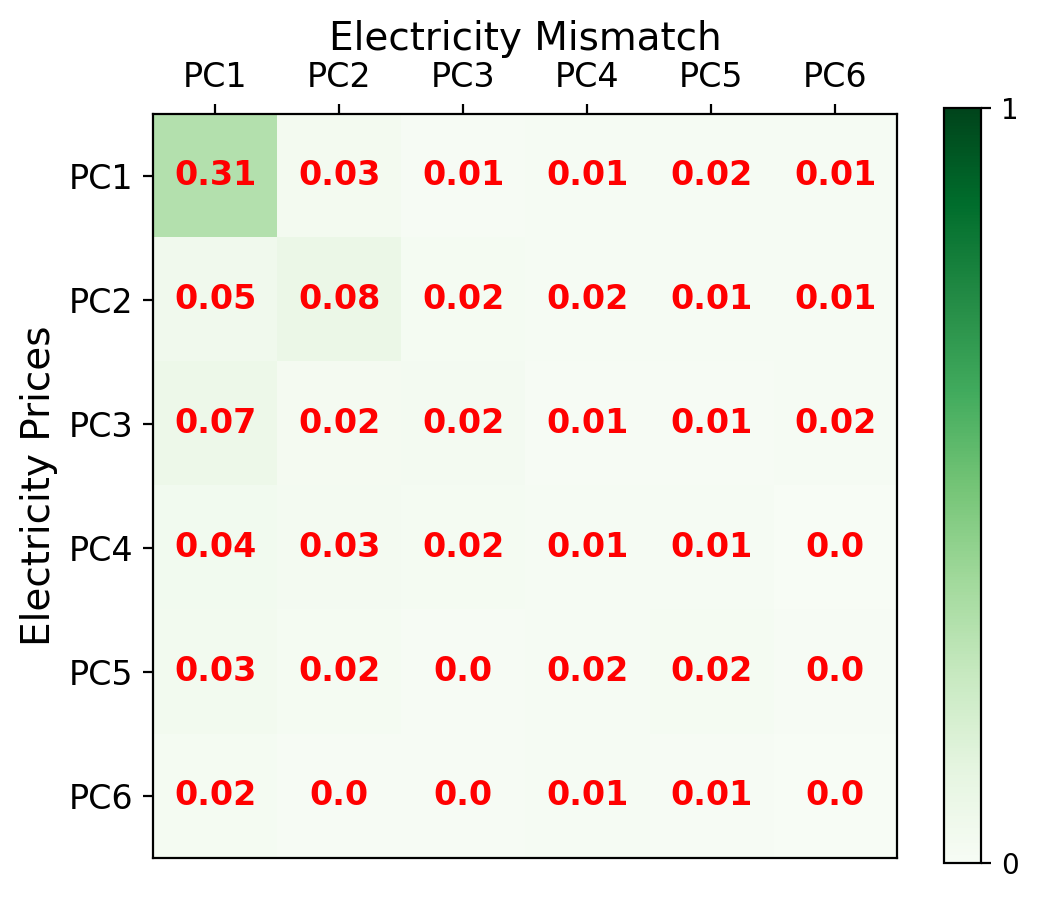 Electricity Mismatch
PC1 PC2 PC3 PC4 PC5 PC6
1
PC1 0.31 0.03 0.01 0.01 0.02 0.01
PC2 0.05 0.08 0.02 0.02 0.01 0.01
PC3 0.07 0.02 0.02 0.01 0.01 0.02
PC4 0.04 0.03 0.02 0.01 0.01 0.0
PC5 0.03 0.02 0.0 0.02 0.02 0.0
PC6 0.02 0.0 0.0 0.01 0.01 0.0
0
Electricity Prices